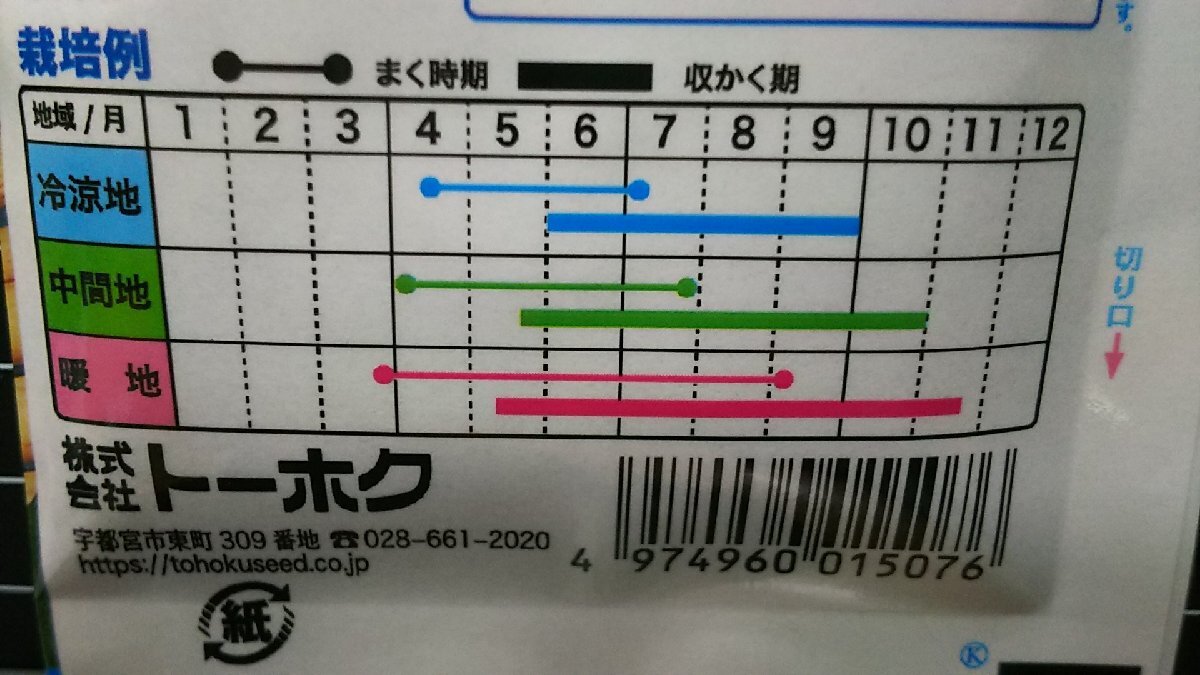 す。
栽培例
まく時期 収かく期
地域/月 1 2 3 4 5 6 7 8 9 10 11 12
冷涼地
中間地
暖 地
切り口
株式会社 トーホク
宇都宮市東町 309 番地 ☎028-661-2020
https://tohokuseed.co.jp
4 974960 015076
紙
Ⓚ